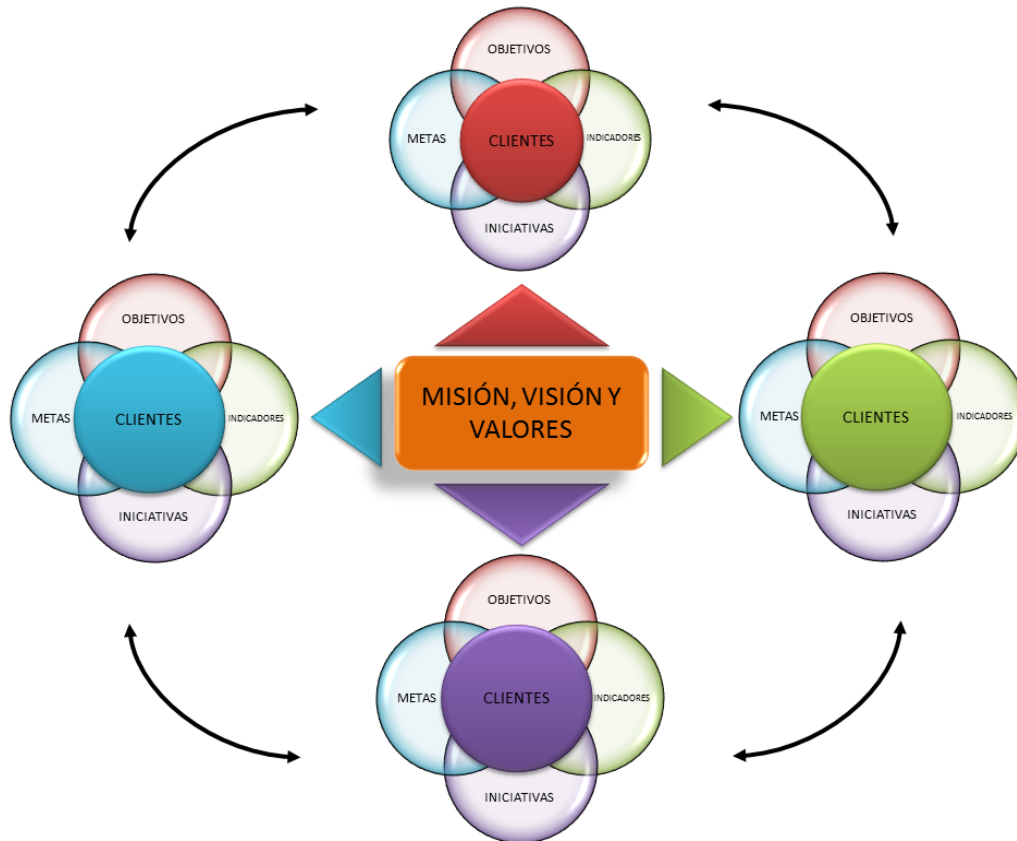 OBJETIVOS
METAS
CLIENTES
INDICADORES
INICIATIVAS
OBJETIVOS
METAS
CLIENTES
INDICADORES
INICIATIVAS
MISIÓN, VISIÓN Y
VALORES
OBJETIVOS
METAS
CLIENTES
INDICADORES
INICIATIVAS
OBJETIVOS
METAS
CLIENTES
INDICADORES
INICIATIVAS